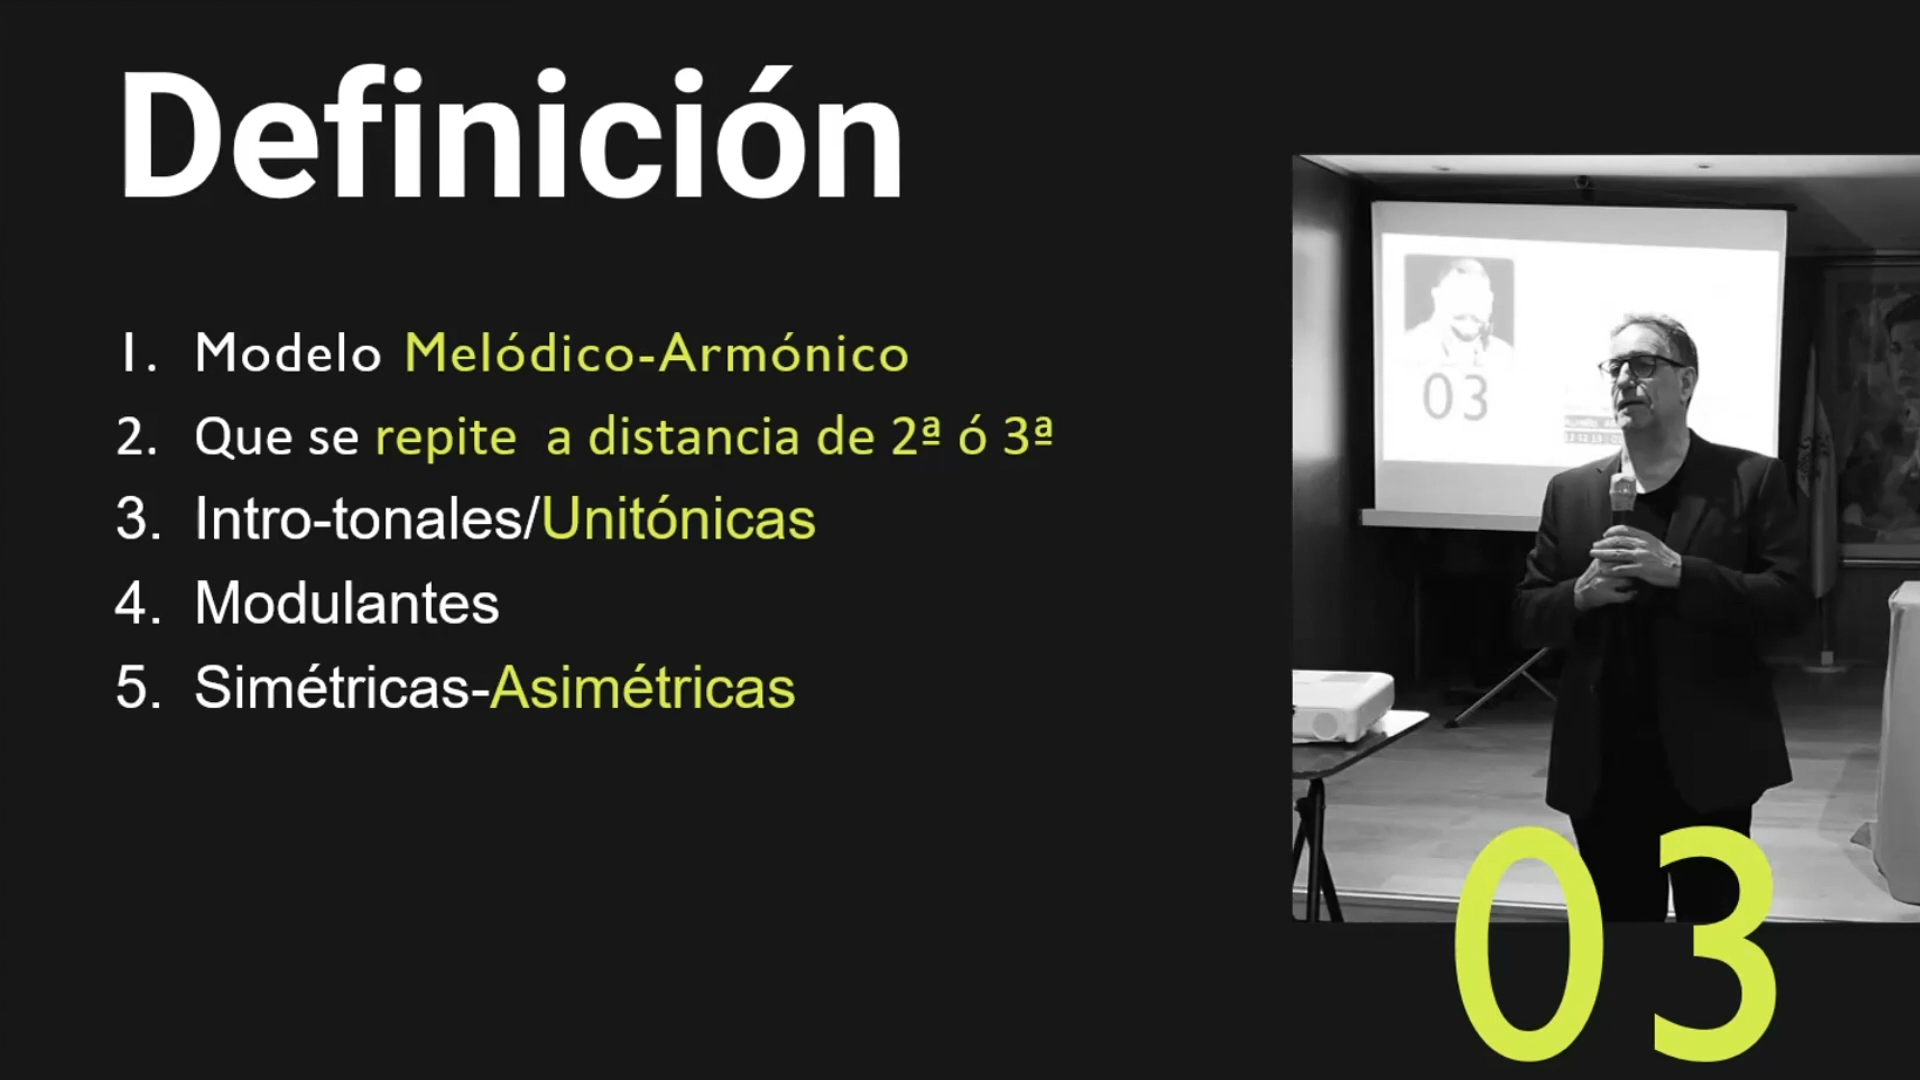 Definición
1. Modelo Melódico-Armónico
2. Que se repite a distancia de 2ª ó 3ª
3. Intro-tonales/Unitónicas
4. Modulantes
5. Simétricas-Asimétricas
03
03